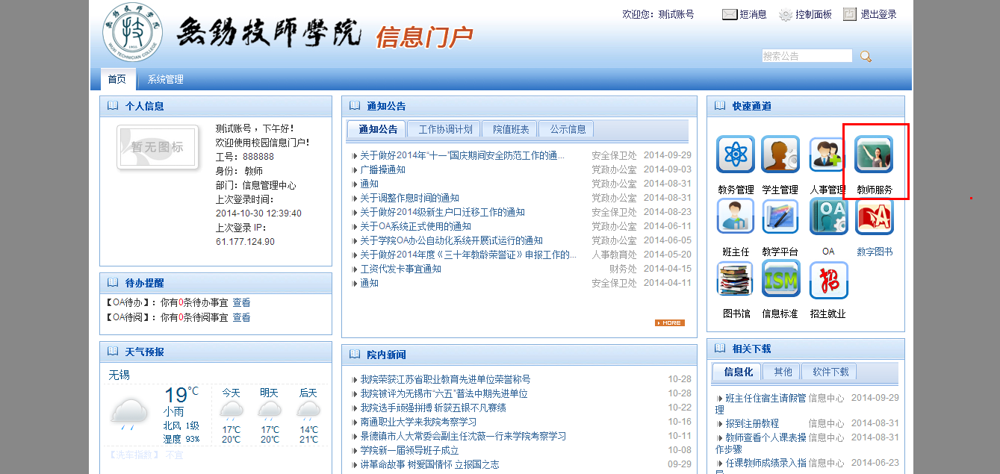 無錫技師學院 信息门户
WUXI TECHNICIAN COLLEGE
欢迎您：测试账号 短消息 控制面板 退出登录
搜索公告
首页 系统管理
个人信息
暂无图标
测试账号 ，下午好！
欢迎使用校园信息门户！
工号：888888
身份： 教师
部门：信息管理中心
上次登录时间：
2014-10-30 12:39:40
上次登录 IP：
61.177.124.90
待办提醒
【OA待办】：你有0条待办事宜 查看
【OA待阅】：你有0条待阅事宜 查看
天气预报
无锡
19℃
小雨
北风 1级
湿度 93%
今天 明天 后天
17℃ 17℃ 14℃
20℃ 20℃ 21℃
【洗车指数】 不宜
通知公告
通知公告 工作协调计划 院值班表 公示信息
关于做好2014年“十一”国庆期间安全防范工作的通... 安全保卫处 2014-09-29
广播操通知 党政办公室 2014-09-03
通知 党政办公室 2014-08-31
关于调整作息时间的通知 党政办公室 2014-08-31
关于做好2014级新生户口迁移工作的通知 安全保卫处 2014-08-23
关于OA系统正式使用的通知 党政办公室 2014-06-11
关于学院OA办公自动化系统开展试运行的通知 党政办公室 2014-06-05
关于做好2014年度《三十年教龄荣誉证》申报工作的... 人事教育处 2014-05-20
工资代发卡事宜通知 财务处 2014-04-15
通知 安全保卫处 2014-04-11
MORE
院内新闻
我院荣获江苏省职业教育先进单位荣誉称号 10-28
我院被评为无锡市“六五”普法中期先进单位 10-28
我院选手顽强拼搏 斩获五银不凡赛绩 10-22
南通职业大学来我院考察学习 10-16
景德镇市人大常委会副主任沈薇一行来学院考察学习 10-11
学院新一届领导班子成立 10-08
讲革命故事 树爱国情怀 立报国之志 09-29
快速通道
教务管理 学生管理 人事管理 教师服务
OA
班主任 教学平台 OA 数字图书
ISM 招
图书馆 信息标准 招生就业
相关下载
信息化 其他 软件下载
班主任住宿生请假管 信息中心 2014-09-29
理
报到注册教程 信息中心 2014-08-31
教师查看个人课表操 信息中心 2014-08-31
作步骤
任课教师成绩录入指 信息中心 2014-06-23